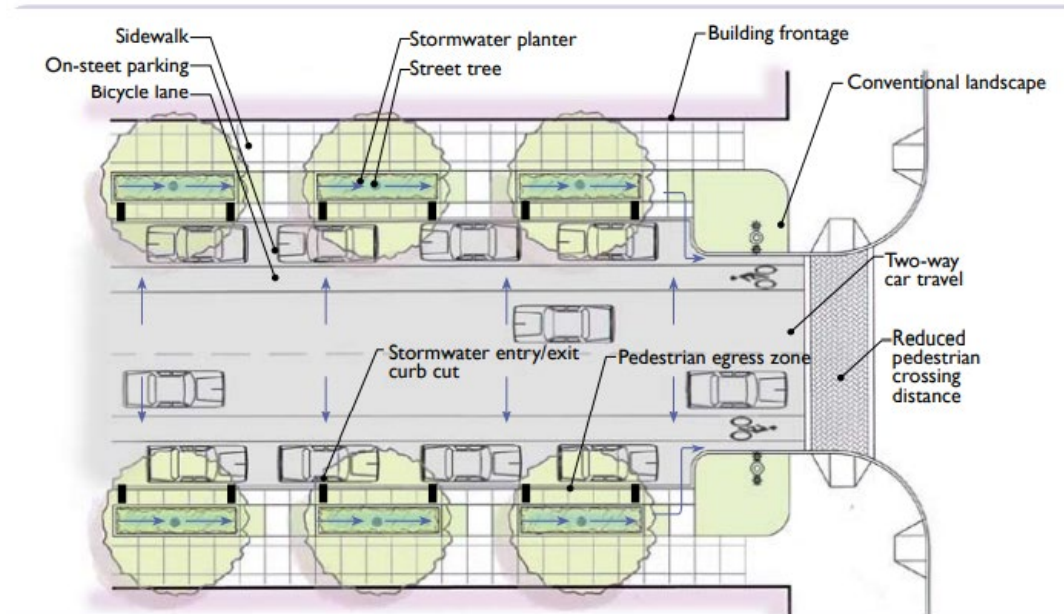 Sidewalk
On-steet parking
Bicycle lane
Stormwater planter
Street tree
Building frontage
Conventional landscape
Two-way
car travel
Stormwater entry/exit
curb cut
Pedestrian egress zone
Reduced
pedestrian
crossing
distance